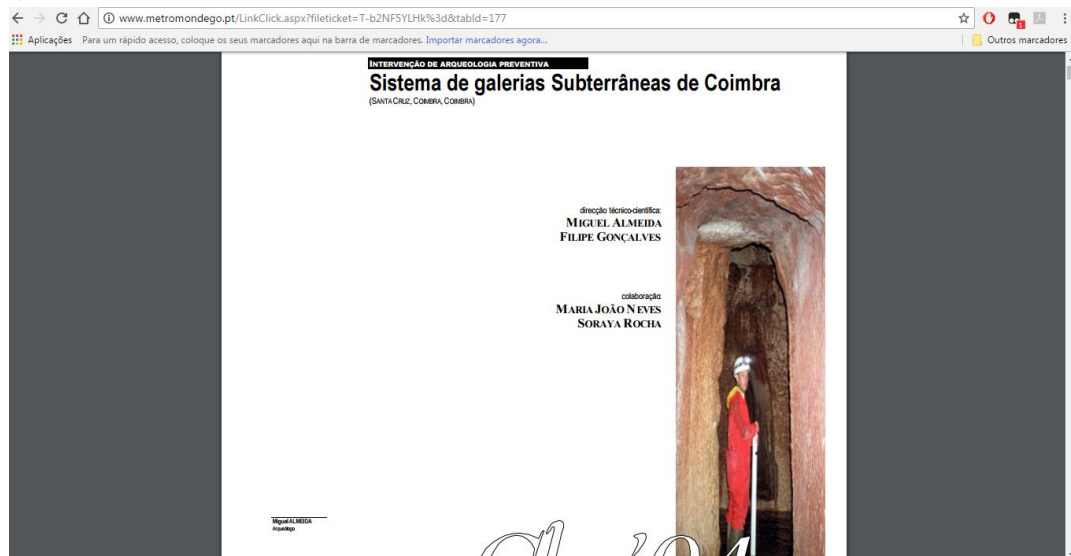 www.metromondego.pt/LinkClick.aspx?fileticket=T-b2NF5YLHk%3d&tabId=177
Aplicações Para um rápido acesso, coloque os seus marcadores aqui na barra de marcadores. Importar marcadores agora... Outros marcadores
INTERVENÇÃO DE ARQUEOLOGIA PREVENTIVA
Sistema de galerias Subterrâneas de Coimbra
(SANTA CRUZ, COIMBRA, COIMBRA)
direcção técnico-científica:
MIGUEL ALMEIDA
FILIPE GONÇALVES
colaboração:
MARIA JOÃO NEVES
SORAYA ROCHA
Miguel ALMEIDA
Arqueólogo